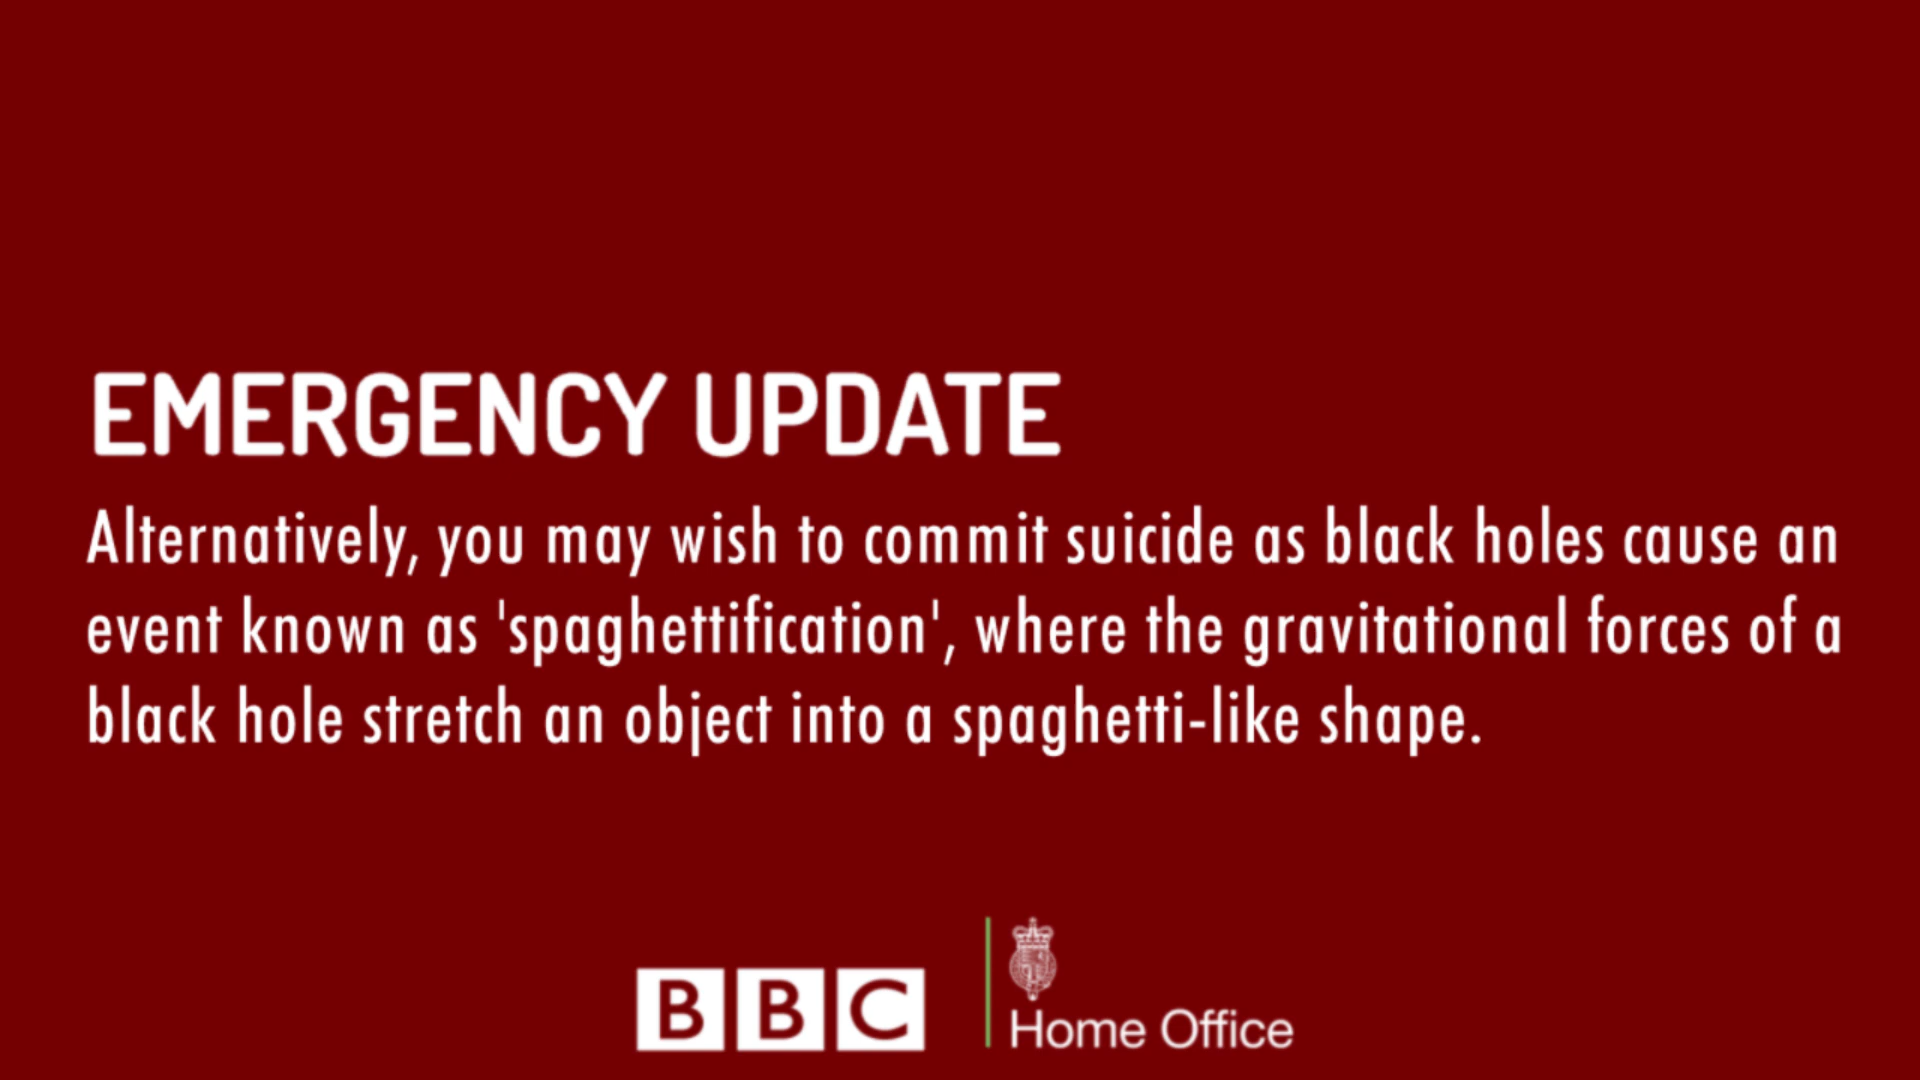 EMERGENCY UPDATE
Alternatively, you may wish to commit suicide as black holes cause an
event known as 'spaghettification', where the gravitational forces of a
black hole stretch an object into a spaghetti-like shape.
BBC
Home Office